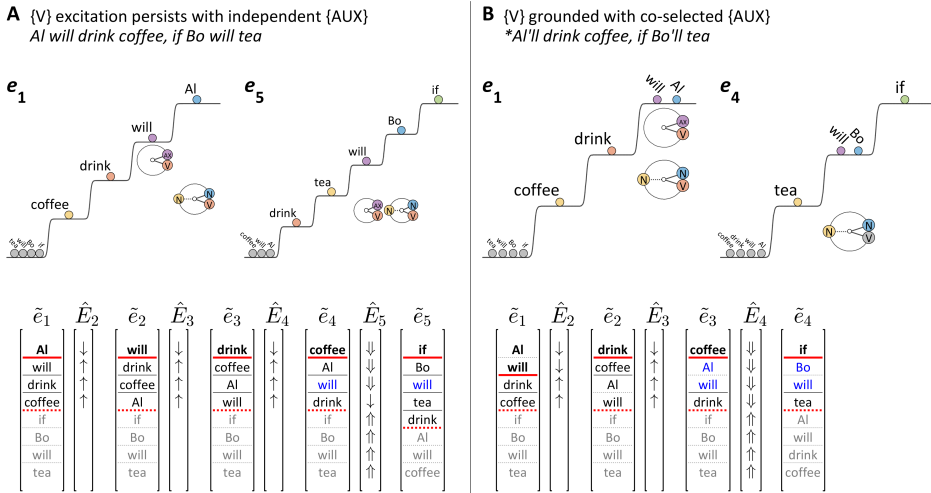 A {V} excitation persists with independent {AUX}
Al will drink coffee, if Bo will tea
e1
coffee
drink
will
Al
tea will Bo if
AX
V
N
N
V
e5
drink
tea
will
Bo
if
coffee will Al
AX
V
N
N
V
ẽ1 Ê2 ẽ2 Ê3 ẽ3 Ê4 ẽ4 Ê5 ẽ5
Al ↓ will ↓ drink ↓ coffee ⇓ if
will ↑ drink ↑ coffee ↑ Al ⇓ Bo
drink ↑ coffee ↑ Al ↑ will ⇓ will
coffee ↑ Al ↑ will ↑ drink ↓ tea
if if if if ⇑ drink
Bo Bo Bo Bo ⇑ Al
will will will will ⇑ will
tea tea tea tea ⇑ coffee
B {V} grounded with co-selected {AUX}
*Al'll drink coffee, if Bo'll tea
e1
coffee
drink
will Al
tea will Bo if
AX
V
N
N
V
e4
tea
will Bo
if
coffee drink will Al
N
N
V
ẽ1 Ê2 ẽ2 Ê3 ẽ3 Ê4 ẽ4
Al ↓ drink ↓ coffee ⇓ if
will ↓ coffee ↑ Al ⇓ Bo
drink ↑ Al ↑ will ⇓ will
coffee ↑ will ↑ drink ⇓ tea
if if if ⇑ Al
Bo Bo Bo ⇑ will
will will will ⇑ drink
tea tea tea ⇑ coffee